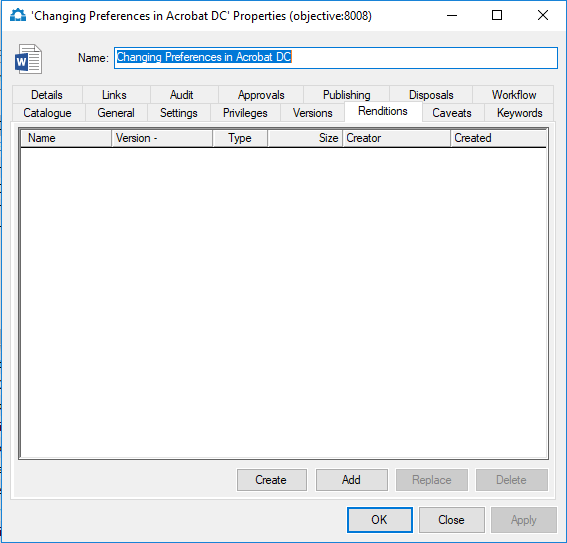 'Changing Preferences in Acrobat DC' Properties (objective:8008)
W
Name: Changing Preferences in Acrobat DC
Details Links Audit Approvals Publishing Disposals Workflow
Catalogue General Settings Privileges Versions Renditions Caveats Keywords
Name Version - Type Size Creator Created
Create Add Replace Delete
OK Close Apply